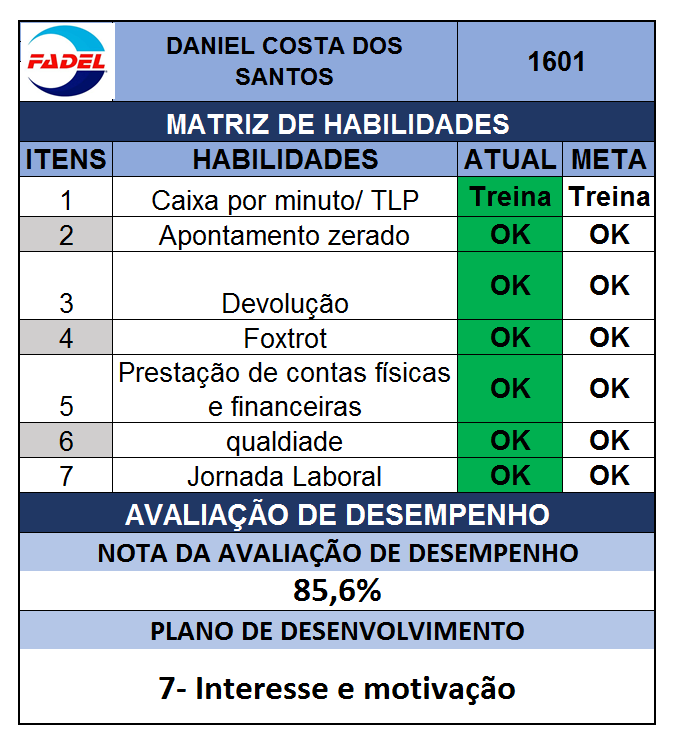 FADEL
DANIEL COSTA DOS
SANTOS
1601
MATRIZ DE HABILIDADES
ITENS HABILIDADES ATUAL META
1 Caixa por minuto/ TLP Treina Treina
2 Apontamento zerado OK OK
3 Devolução OK OK
4 Foxtrot OK OK
5 Prestação de contas físicas
e financeiras OK OK
6 qualdiade OK OK
7 Jornada Laboral OK OK
AVALIAÇÃO DE DESEMPENHO
NOTA DA AVALIAÇÃO DE DESEMPENHO
85,6%
PLANO DE DESENVOLVIMENTO
7- Interesse e motivação